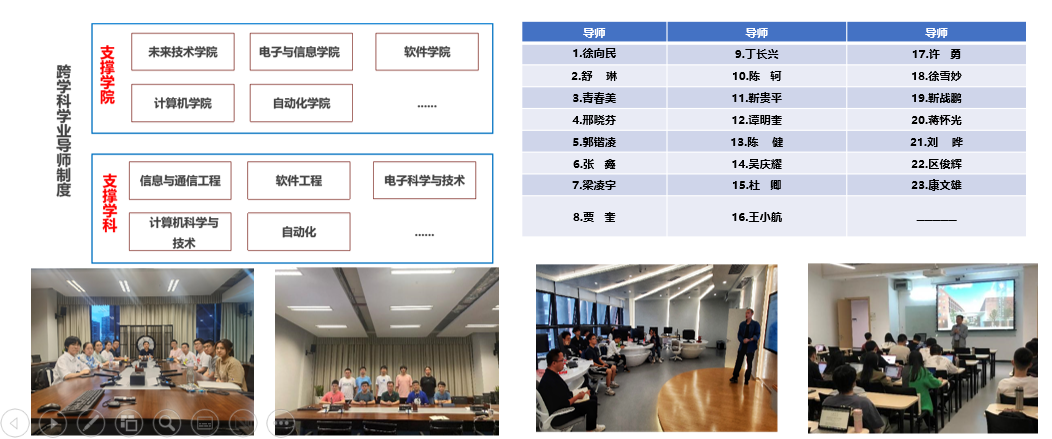 跨学科学业导师制度
支撑学院
未来技术学院
电子与信息学院
软件学院
计算机学院
自动化学院
......
支撑学科
信息与通信工程
软件工程
电子科学与技术
计算机科学与
技术
自动化
......
导师 导师 导师
1.徐向民 9.丁长兴 17.许 勇
2.舒 琳 10.陈 轲 18.徐雪妙
3.青春美 11.靳贵平 19.靳战鹏
4.邢晓芬 12.谭明奎 20.蒋怀光
5.郭锴凌 13.陈 健 21.刘 晔
6.张 鑫 14.吴庆耀 22.区俊辉
7.梁凌宇 15.杜 卿 23.康文雄
8.贾 奎 16.王小航 ______